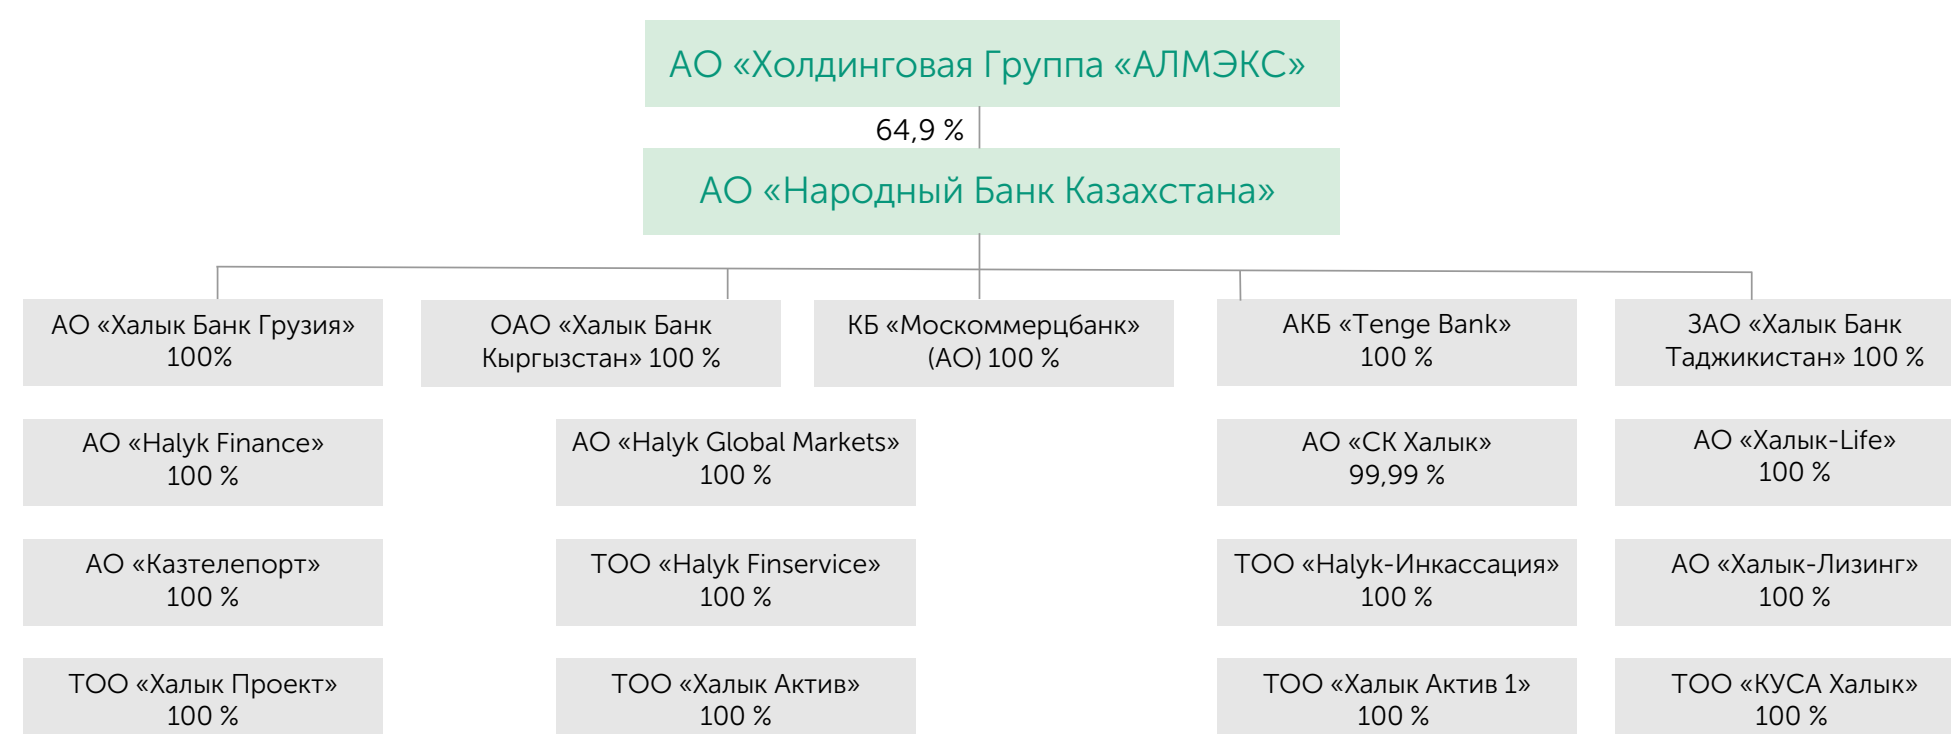 АО «Холдинговая Группа «АЛМЭКС»
64,9 %
АО «Народный Банк Казахстана»
АО «Халык Банк Грузия»
100%
ОАО «Халык Банк
Кыргызстан» 100 %
КБ «Москоммерцбанк»
(АО) 100 %
АКБ «Tenge Bank»
100 %
ЗАО «Халык Банк
Таджикистан» 100 %
АО «Halyk Finance»
100 %
АО «Halyk Global Markets»
100 %
АО «СК Халык»
99,99 %
АО «Халык-Life»
100 %
АО «Казтелепорт»
100 %
ТОО «Halyk Finservice»
100 %
ТОО «Halyk-Инкассация»
100 %
АО «Халык-Лизинг»
100 %
ТОО «Халык Проект»
100 %
ТОО «Халык Актив»
100 %
ТОО «Халык Актив 1»
100 %
ТОО «КУСА Халык»
100 %